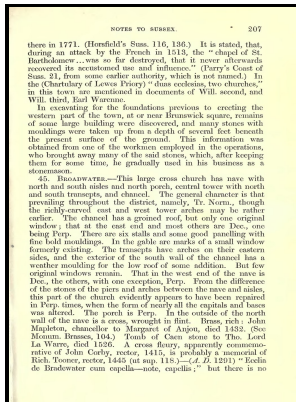 NOTES TO SUSSEX. 207
there in 1771. (Horsfield's Suss. 116, 136.) It is stated, that,
during an attack by the French in 1513, the "chapel of St.
Bartholomew...was so far destroyed, that it never afterwards
recovered its accustomed use and influence." (Parry's Coast of
Suss. 21, from some earlier authority, which is not named.) In
the (Chartulary of Lewes Priory) "duas ecclesias, two churches,"
in this town are mentioned in documents of Will. second, and
Will. third, Earl Warenne.
In excavating for the foundations previous to erecting the
western part of the town, at or near Brunswick square, remains
of some large building were discovered, and many stones with
mouldings were taken up from a depth of several feet beneath
the present surface of the ground. This information was
obtained from one of the workmen employed in the operations,
who brought away many of the said stones, which, after keeping
them for some time, he gradually used in his business as a
stonemason.
45. BROADWATER.—This large cross church has nave with
north and south aisles and north porch, central tower with north
and south transepts, and chancel. The general character is that
prevailing throughout the district, namely, Tr. Norm., though
the richly-carved east and west tower arches may be rather
earlier. The chancel has a groined roof, but only one original
window; that at the east end and most others are Dec., one
being Perp. There are six stalls and some good panelling with
fine bold mouldings. In the gable are marks of a small window
formerly existing. The transepts have arches on their eastern
sides, and the exterior of the south wall of the chancel has a
weather moulding for the low roof of some addition. But few
original windows remain. That in the west end of the nave is
Dec., the others, with one exception, Perp. From the difference
of the stones of the piers and arches between the nave and aisles,
this part of the church evidently appears to have been repaired
in Perp. times, when the form of nearly all the capitals and bases
was altered. The porch is Perp. In the outside of the north
wall of the nave is a cross, wrought in flint. Brass, rich: John
Mapleton, chancellor to Margaret of Anjou, died 1432. (See
Monum. Brasses, 104.) Tomb of Caen stone to Tho. Lord
La Warre, died 1526. A cross fleury, apparently commemo-
rative of John Corby, rector, 1415, is probably a memorial of
Rich. Tooner, rector, 1445 (ut sup. 118.)—(A. D. 1291) "Ecclia
de Bradewater cum capella—note, capellis;" but there is no